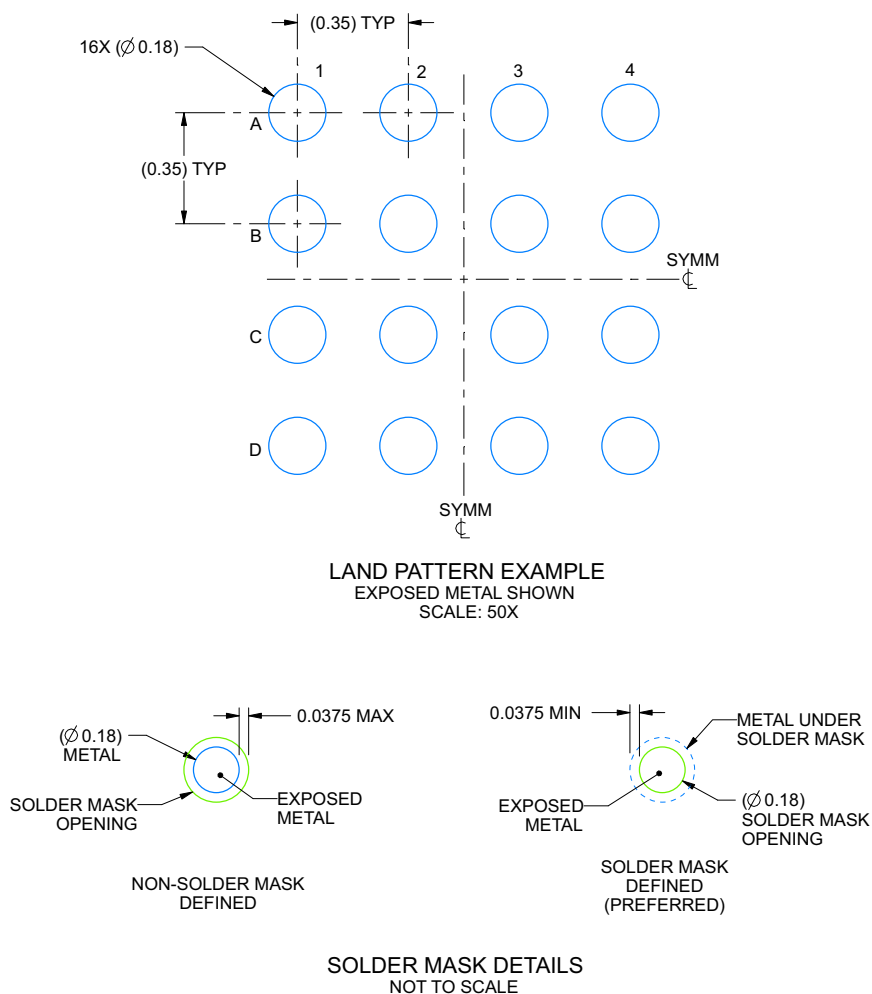 (0.35) TYP
16X (∅ 0.18)
1
2
3
4
A
(0.35) TYP
B
SYMM
℄
C
D
SYMM
℄
LAND PATTERN EXAMPLE
EXPOSED METAL SHOWN
SCALE: 50X
(∅ 0.18)
METAL
0.0375 MAX
SOLDER MASK
OPENING
EXPOSED
METAL
NON-SOLDER MASK
DEFINED
0.0375 MIN
METAL UNDER
SOLDER MASK
EXPOSED
METAL
(∅ 0.18)
SOLDER MASK
OPENING
SOLDER MASK
DEFINED
(PREFERRED)
SOLDER MASK DETAILS
NOT TO SCALE